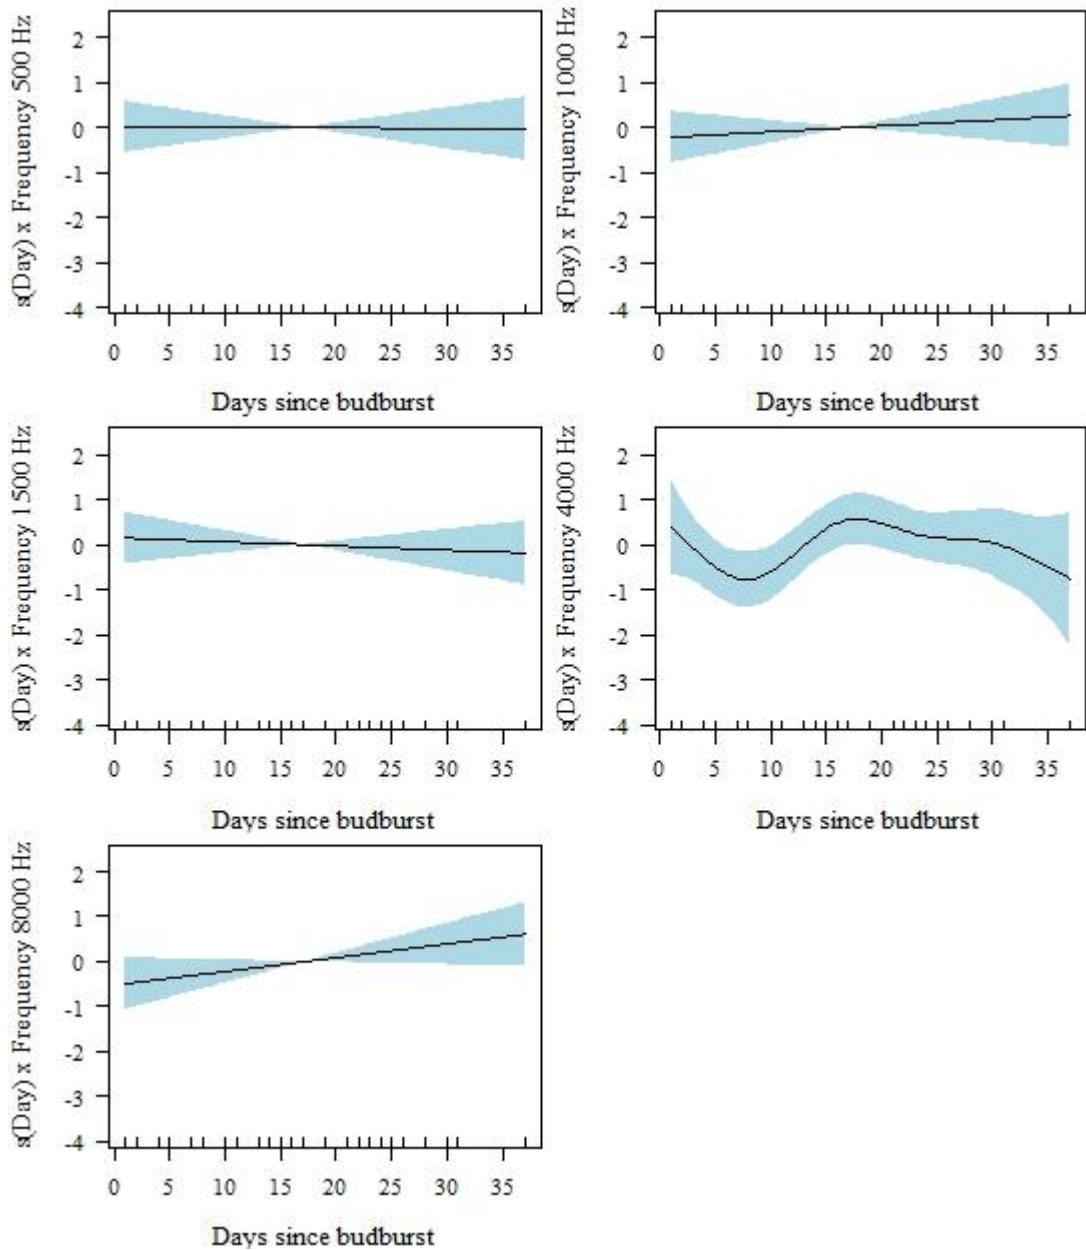 s(Day) x Frequency 500 Hz
2
1
0
-1
-2
-3
-4
0 5 10 15 20 25 30 35
Days since budburst
s(Day) x Frequency 1000 Hz
2
1
0
-1
-2
-3
-4
0 5 10 15 20 25 30 35
Days since budburst
s(Day) x Frequency 1500 Hz
2
1
0
-1
-2
-3
-4
0 5 10 15 20 25 30 35
Days since budburst
s(Day) x Frequency 4000 Hz
2
1
0
-1
-2
-3
-4
0 5 10 15 20 25 30 35
Days since budburst
s(Day) x Frequency 8000 Hz
2
1
0
-1
-2
-3
-4
0 5 10 15 20 25 30 35
Days since budburst